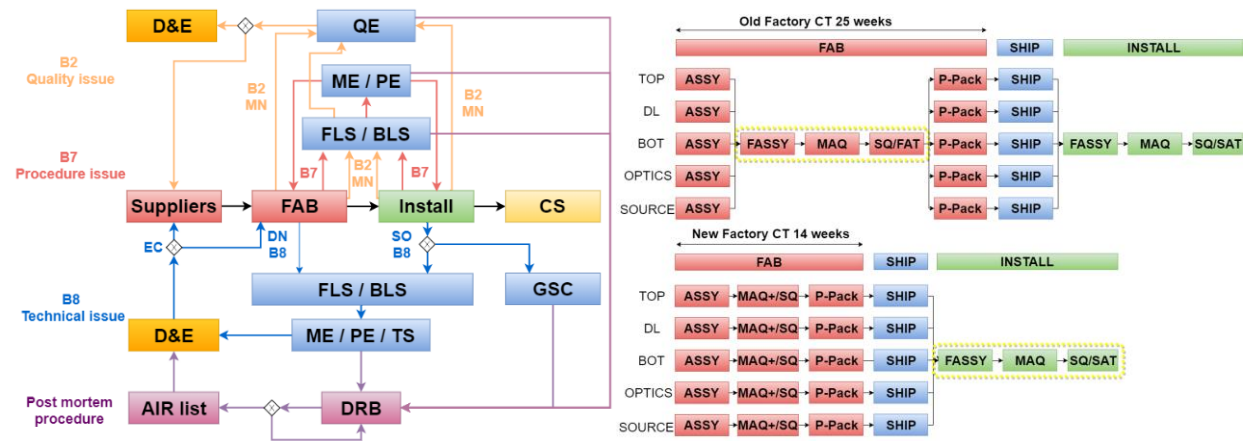 D&E
QE
B2
Quality issue
B2
MN
ME / PE
B2
MN
FLS / BLS
B7
Procedure issue
B7
B2
MN
B7
Suppliers
FAB
Install
CS
EC
DN
B8
SO
B8
FLS / BLS
GSC
B8
Technical issue
D&E
ME / PE / TS
Post mortem
procedure
AIR list
DRB
Old Factory CT 25 weeks
FAB
SHIP
INSTALL
TOP
ASSY
P-Pack
SHIP
DL
ASSY
P-Pack
SHIP
BOT
ASSY
FASSY
MAQ
SQ/FAT
P-Pack
SHIP
FASSY
MAQ
SQ/SAT
OPTICS
ASSY
P-Pack
SHIP
SOURCE
ASSY
P-Pack
SHIP
New Factory CT 14 weeks
FAB
SHIP
INSTALL
TOP
ASSY
MAQ+/SQ
P-Pack
SHIP
DL
ASSY
MAQ+/SQ
P-Pack
SHIP
BOT
ASSY
MAQ+/SQ
P-Pack
SHIP
FASSY
MAQ
SQ/SAT
OPTICS
ASSY
MAQ+/SQ
P-Pack
SHIP
SOURCE
ASSY
MAQ+/SQ
P-Pack
SHIP